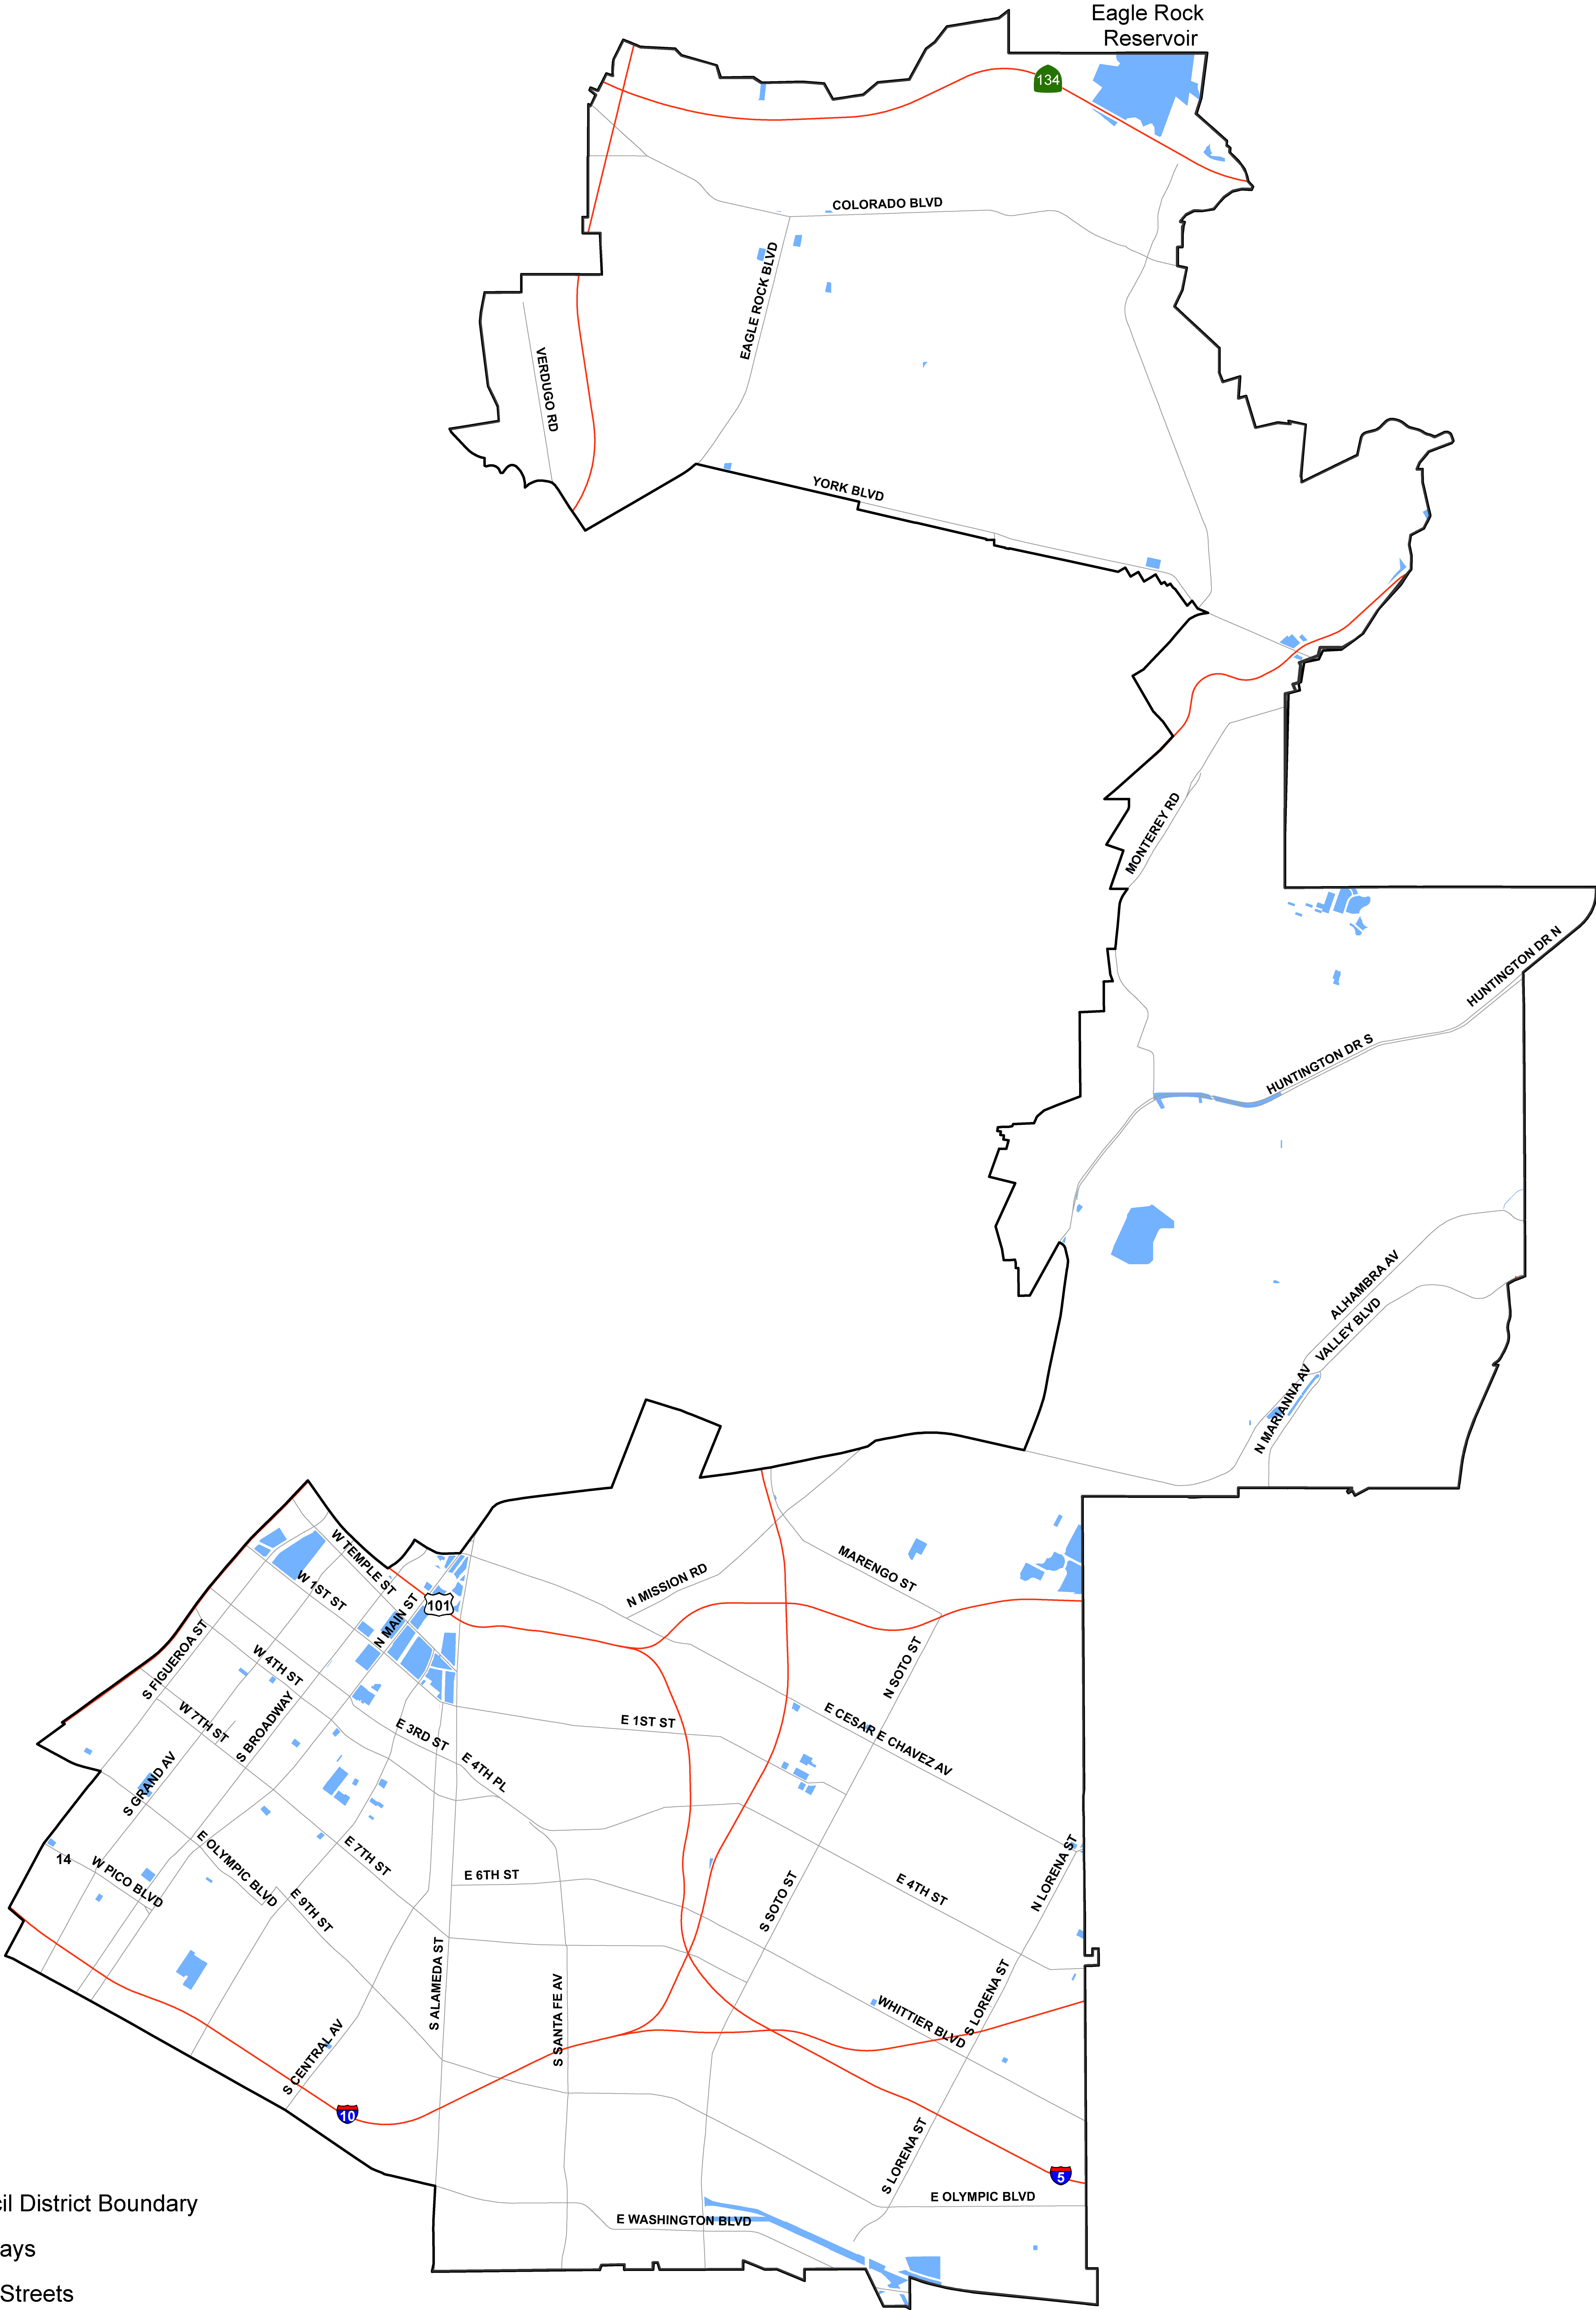 Eagle Rock
Reservoir
134
COLORADO BLVD
EAGLE ROCK BLVD
VERDUGO RD
YORK BLVD
MONTEREY RD
HUNTINGTON DR N
HUNTINGTON DR S
ALHAMBRA AV
VALLEY BLVD
N MARIANNA AV
W TEMPLE ST
W 1ST ST
N MAIN ST
101
N MISSION RD
MARENGO ST
S FIGUEROA ST
W 4TH ST
N SOTO ST
W 7TH ST
S BROADWAY
E 3RD ST
E 1ST ST
E CESAR E CHAVEZ AV
E 4TH PL
S GRAND AV
E OLYMPIC BLVD
E 7TH ST
14
W PICO BLVD
E 6TH ST
N LORENA ST
E 4TH ST
S SOTO ST
E 9TH ST
S ALAMEDA ST
S SANTA FE AV
S LORENA ST
WHITTIER BLVD
S CENTRAL AV
10
S LORENA ST
5
E OLYMPIC BLVD
E WASHINGTON BLVD
cil District Boundary
ays
Streets